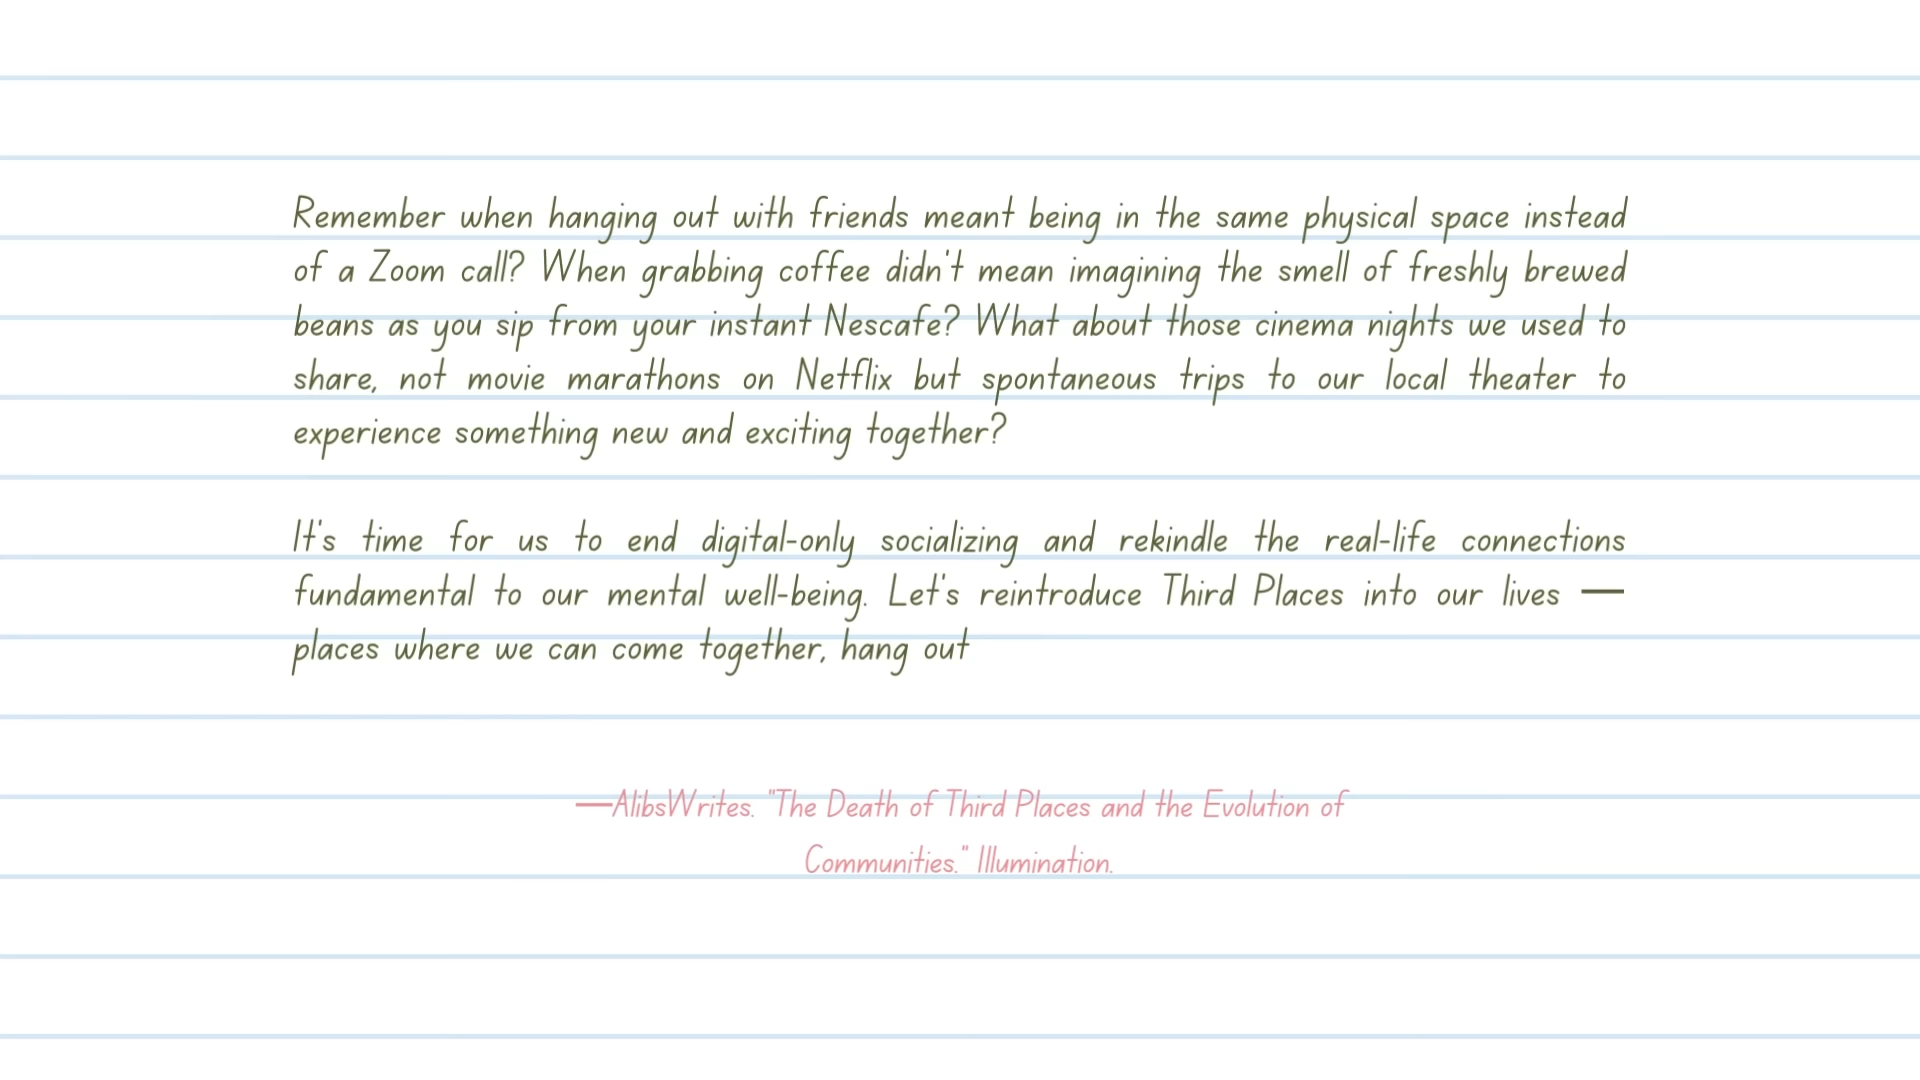 Remember when hanging out with friends meant being in the same physical space instead
of a Zoom call? When grabbing coffee didn't mean imagining the smell of freshly brewed
beans as you sip from your instant Nescafe? What about those cinema nights we used to
share, not movie marathons on Netflix but spontaneous trips to our local theater to
experience something new and exciting together?
It's time for us to end digital-only socializing and rekindle the real-life connections
fundamental to our mental well-being. Let's reintroduce Third Places into our lives —
places where we can come together, hang out
—AlibsWrites. "The Death of Third Places and the Evolution of
Communities." Illumination.